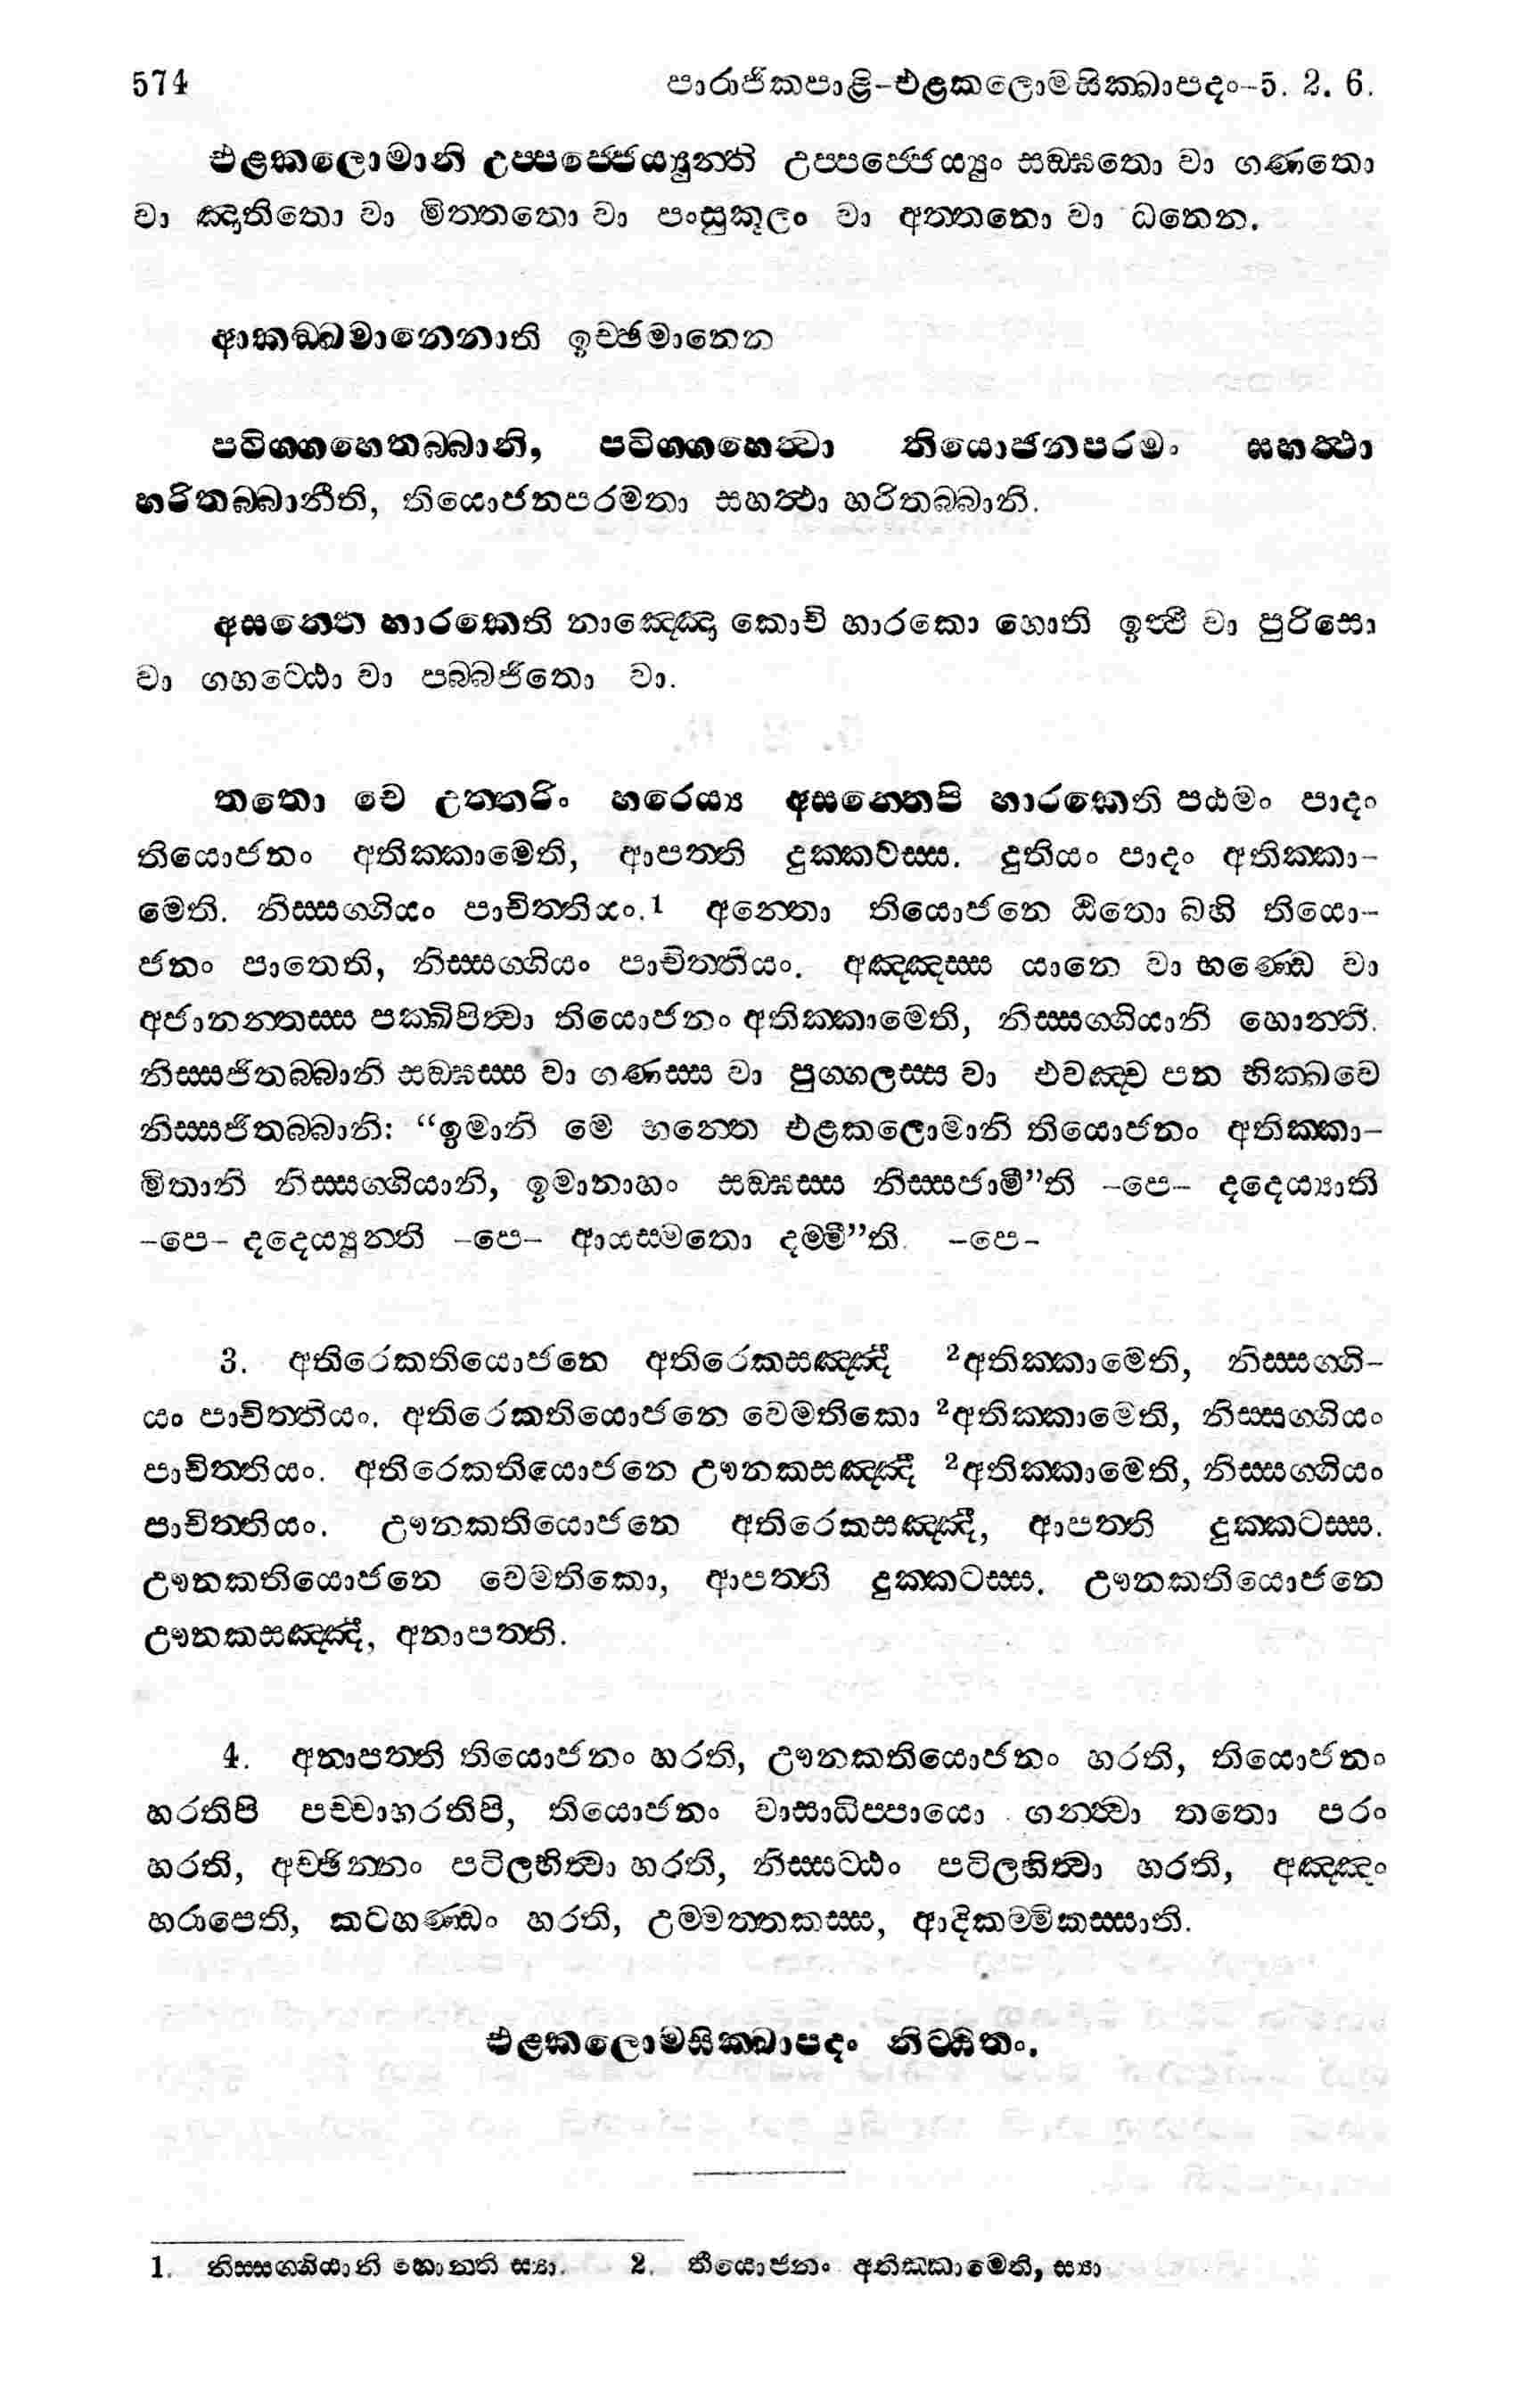 574 පාරාජිකපාළි-එළකලොමසික්ඛාපදං-5. 2. 6.
එළකලොමානි උප්පජ්ජෙය්‍යුන්ති උප්පජ්ජෙය්‍යුං සඞ්ඝතො වා ගණතො
වා ඤාතිතො වා මිත්තතො වා පංසුකූලං වා අත්තනො වා ධනෙන.
ආකඞ්ඛමානෙනාති ඉච්ඡමානෙන
පටිග්ගහෙතබ්බානි, පටිග්ගහෙත්වා තියොජනපරමං සහත්ථා
හරිතබ්බානීති, තියොජනපරමතා සහත්ථා හරිතබ්බානි.
අසන්තෙ හාරකෙති නාඤ්ඤො කොචි හාරකො හොති ඉත්ථී වා පුරිසො
වා ගහට්ඨො වා පබ්බජිතො වා.
තතො චෙ උත්තරිං හරෙය්‍ය අසන්තෙපි හාරකෙති පඨමං පාදං
තියොජනං අතික්කාමෙති, ආපත්ති දුක්කටස්ස. දුතියං පාදං අතික්කා-
මෙති. නිස්සග්ගියං පාචිත්තියං.1 අන්තො තියොජනෙ ඨිතො බහි තියො-
ජනං පාතෙති, නිස්සග්ගියං පාචිත්තියං. අඤ්ඤස්ස යානෙ වා භණ්ඩෙ වා
අජානන්තස්ස පක්ඛිපිත්වා තියොජනං අතික්කාමෙති, නිස්සග්ගියානි හොන්ති.
නිස්සජිතබ්බානි සඞ්ඝස්ස වා ගණස්ස වා පුග්ගලස්ස වා එවඤ්ච පන භික්ඛවෙ
නිස්සජිතබ්බානි: “ඉමානි මෙ භන්තෙ එළකලොමානි තියොජනං අතික්කා-
මිතානි නිස්සග්ගියානි, ඉමානාහං සඞ්ඝස්ස නිස්සජාමී”ති -පෙ- දදෙය්‍යාති
-පෙ- දදෙය්‍යුන්ති -පෙ- ආයස්මතො දම්මී”ති. -පෙ-
3. අතිරෙකතියොජනෙ අතිරෙකසඤ්ඤී 2අතික්කාමෙති, නිස්සග්ගි-
යං පාචිත්තියං. අතිරෙකතියොජනෙ වෙමතිකො 2අතික්කාමෙති, නිස්සග්ගියං
පාචිත්තියං. අතිරෙකතියොජනෙ ඌනකසඤ්ඤී 2අතික්කාමෙති, නිස්සග්ගියං
පාචිත්තියං. ඌනකතියොජනෙ අතිරෙකසඤ්ඤී, ආපත්ති දුක්කටස්ස.
ඌනකතියොජනෙ වෙමතිකො, ආපත්ති දුක්කටස්ස. ඌනකතියොජනෙ
ඌනකසඤ්ඤී, අනාපත්ති.
4. අනාපත්ති තියොජනං හරති, ඌනකතියොජනං හරති, තියොජනං
හරතිපි පච්චාහරතිපි, තියොජනං වාසාධිප්පායො ගන්ත්වා තතො පරං
හරති, අච්ඡින්නං පටිලභිත්වා හරති, නිස්සට්ඨං පටිලභිත්වා හරති, අඤ්ඤං
හරාපෙති, කටභණ්ඩං හරති, උම්මත්තකස්ස, ආදිකම්මිකස්සාති.
එළකලොමසික්ඛාපදං නිට්ඨිතං.
1. නිස්සග්ගියානි හොන්ති ස්‍යා. 2. තියොජනං අතික්කාමෙති, ස්‍යා